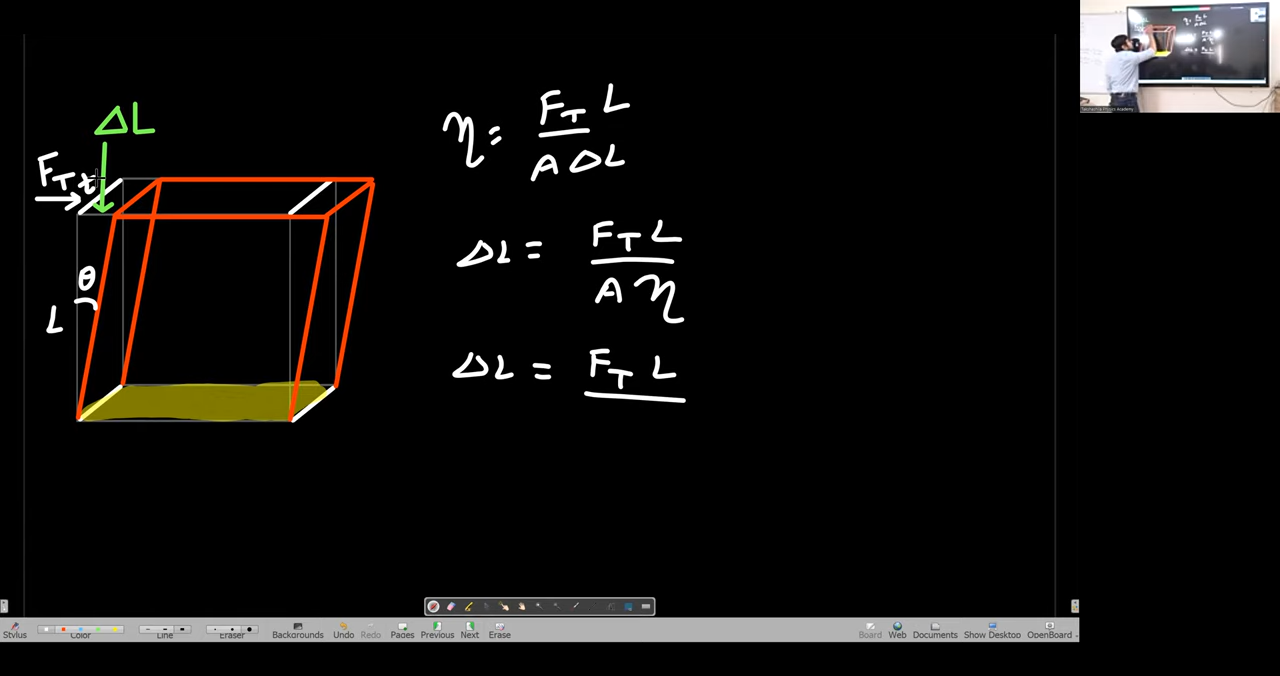 ΔL
F_T t
θ
L
η = F_T L / A ΔL
ΔL = F_T L / A η
ΔL = F_T L
Stylus Color Line Eraser Backgrounds Undo Redo Pages Previous Next Erase Board Web Documents Show Desktop OpenBoard